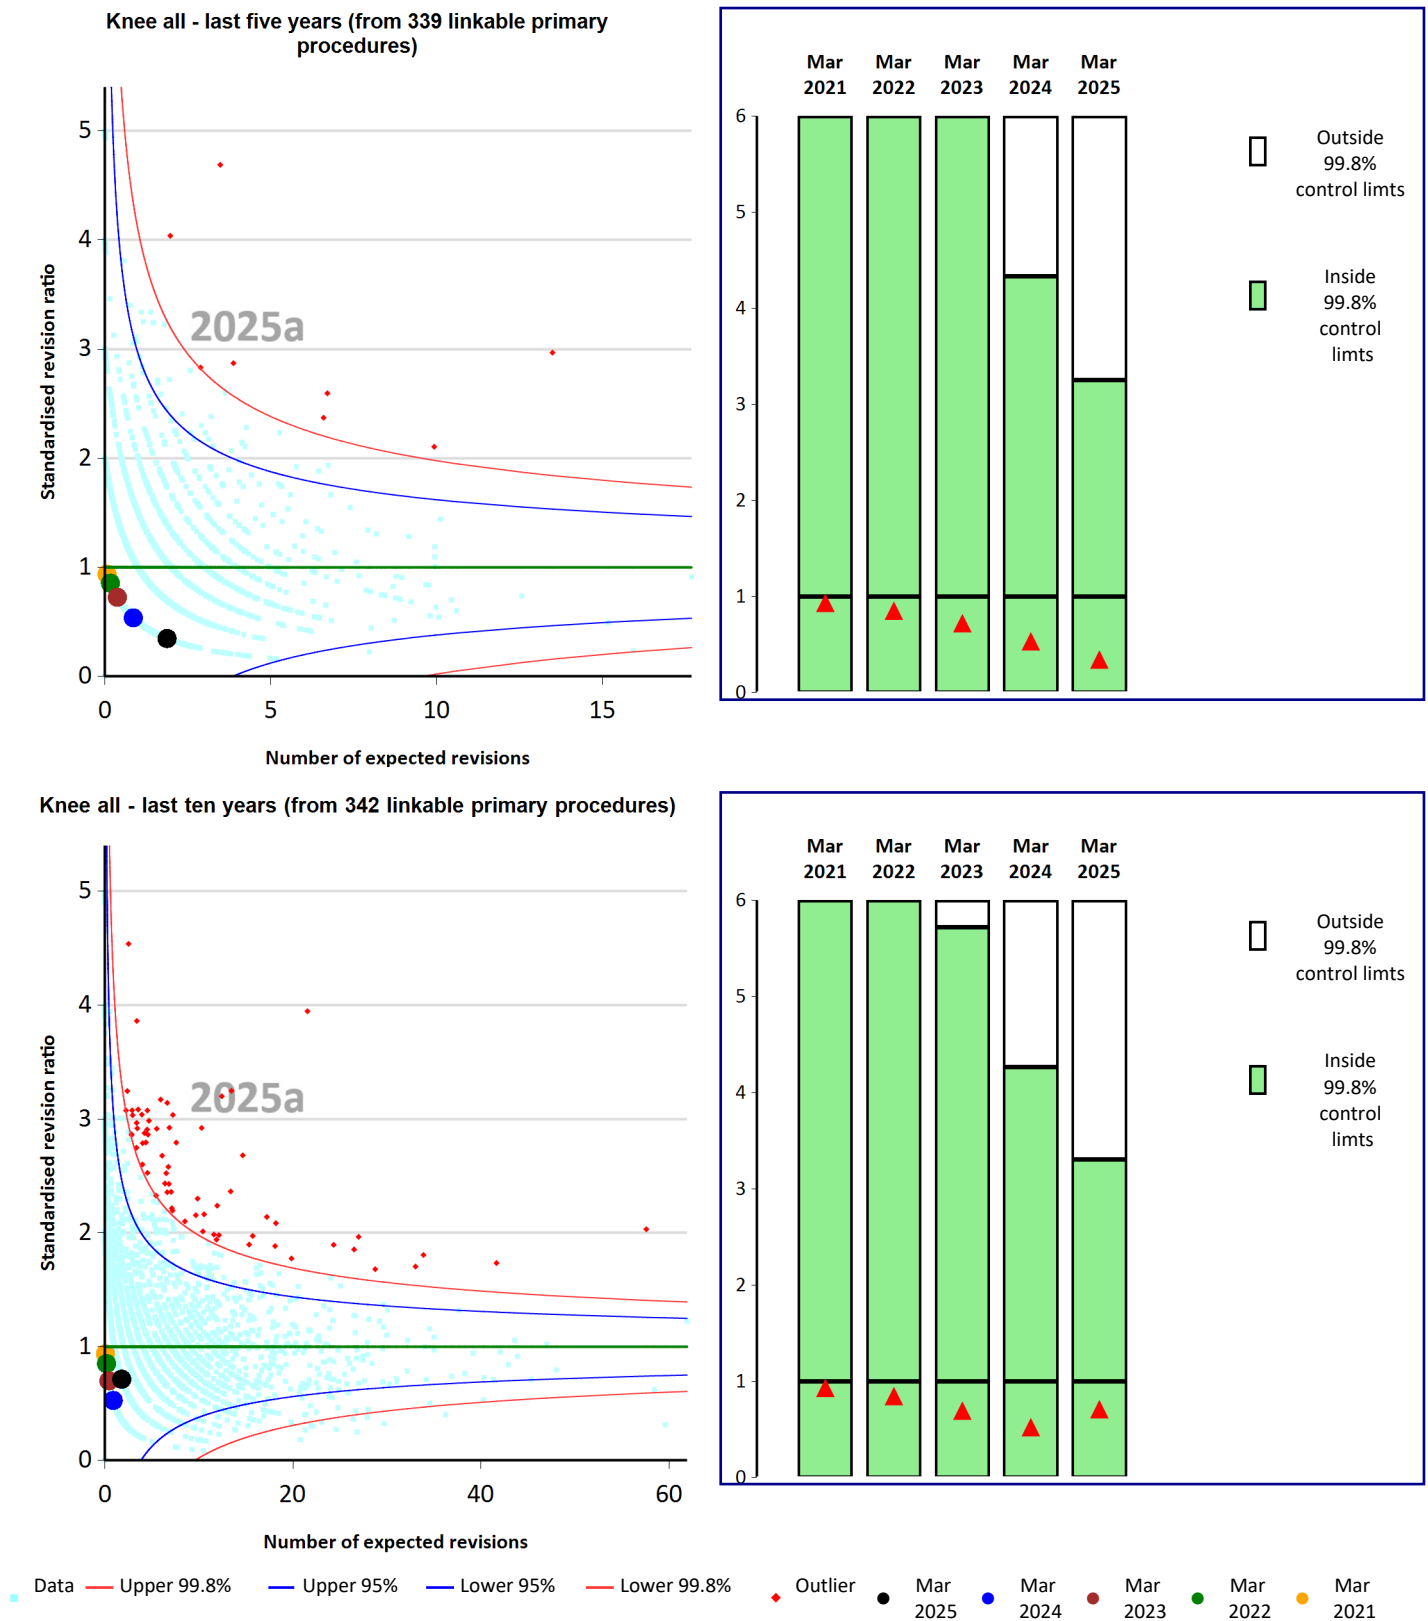 Knee all - last five years (from 339 linkable primary
procedures)
5
4
3
2
1
0
0 5 10 15
2025a
Standardised revision ratio
Number of expected revisions
Mar Mar Mar Mar Mar
2021 2022 2023 2024 2025
6
5
4
3
2
1
0
Outside
99.8%
control limts
Inside
99.8%
control
limts
Knee all - last ten years (from 342 linkable primary procedures)
5
4
3
2
1
0
0 20 40 60
2025a
Standardised revision ratio
Number of expected revisions
Mar Mar Mar Mar Mar
2021 2022 2023 2024 2025
6
5
4
3
2
1
0
Outside
99.8%
control limts
Inside
99.8%
control
limts
Data Upper 99.8% Upper 95% Lower 95% Lower 99.8% Outlier Mar Mar Mar Mar Mar
2025 2024 2023 2022 2021